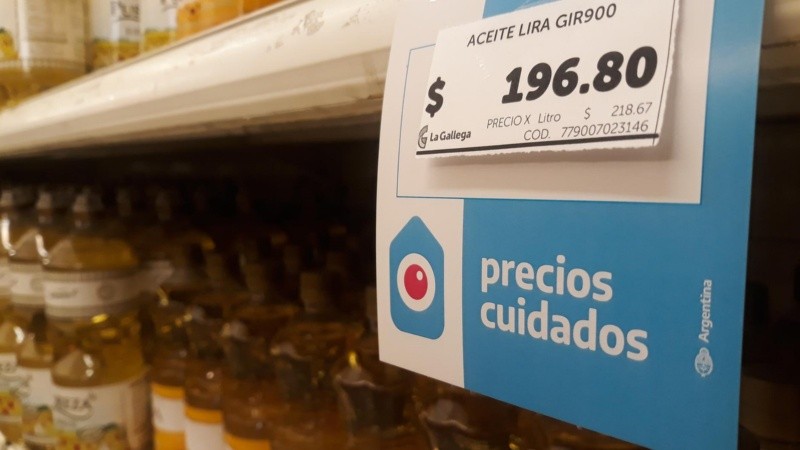 ACEITE LIRA GIR900
$ 196.80
PRECIO X Litro $ 218.67
La Gallega
COD. 779007023146
precios
cuidados
Argentina